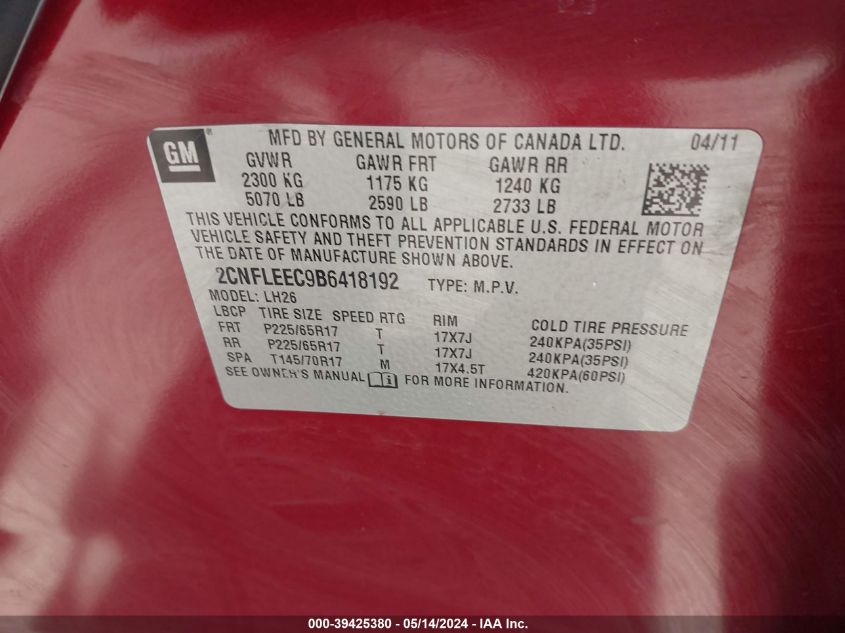 GM ® MFD BY GENERAL MOTORS OF CANADA LTD. 04/11
GVWR GAWR FRT GAWR RR
2300 KG 1175 KG 1240 KG
5070 LB 2590 LB 2733 LB
THIS VEHICLE CONFORMS TO ALL APPLICABLE U.S. FEDERAL MOTOR
VEHICLE SAFETY AND THEFT PREVENTION STANDARDS IN EFFECT ON
THE DATE OF MANUFACTURE SHOWN ABOVE.
2CNFLEEC9B6418192 TYPE: M.P.V.
MODEL: LH26
LBCP TIRE SIZE SPEED RTG RIM COLD TIRE PRESSURE
FRT P225/65R17 T 17X7J 240KPA(35PSI)
RR P225/65R17 T 17X7J 240KPA(35PSI)
SPA T145/70R17 M 17X4.5T 420KPA(60PSI)
SEE OWNER'S MANUAL FOR MORE INFORMATION.
000-39425380 - 05/14/2024 - IAA Inc.